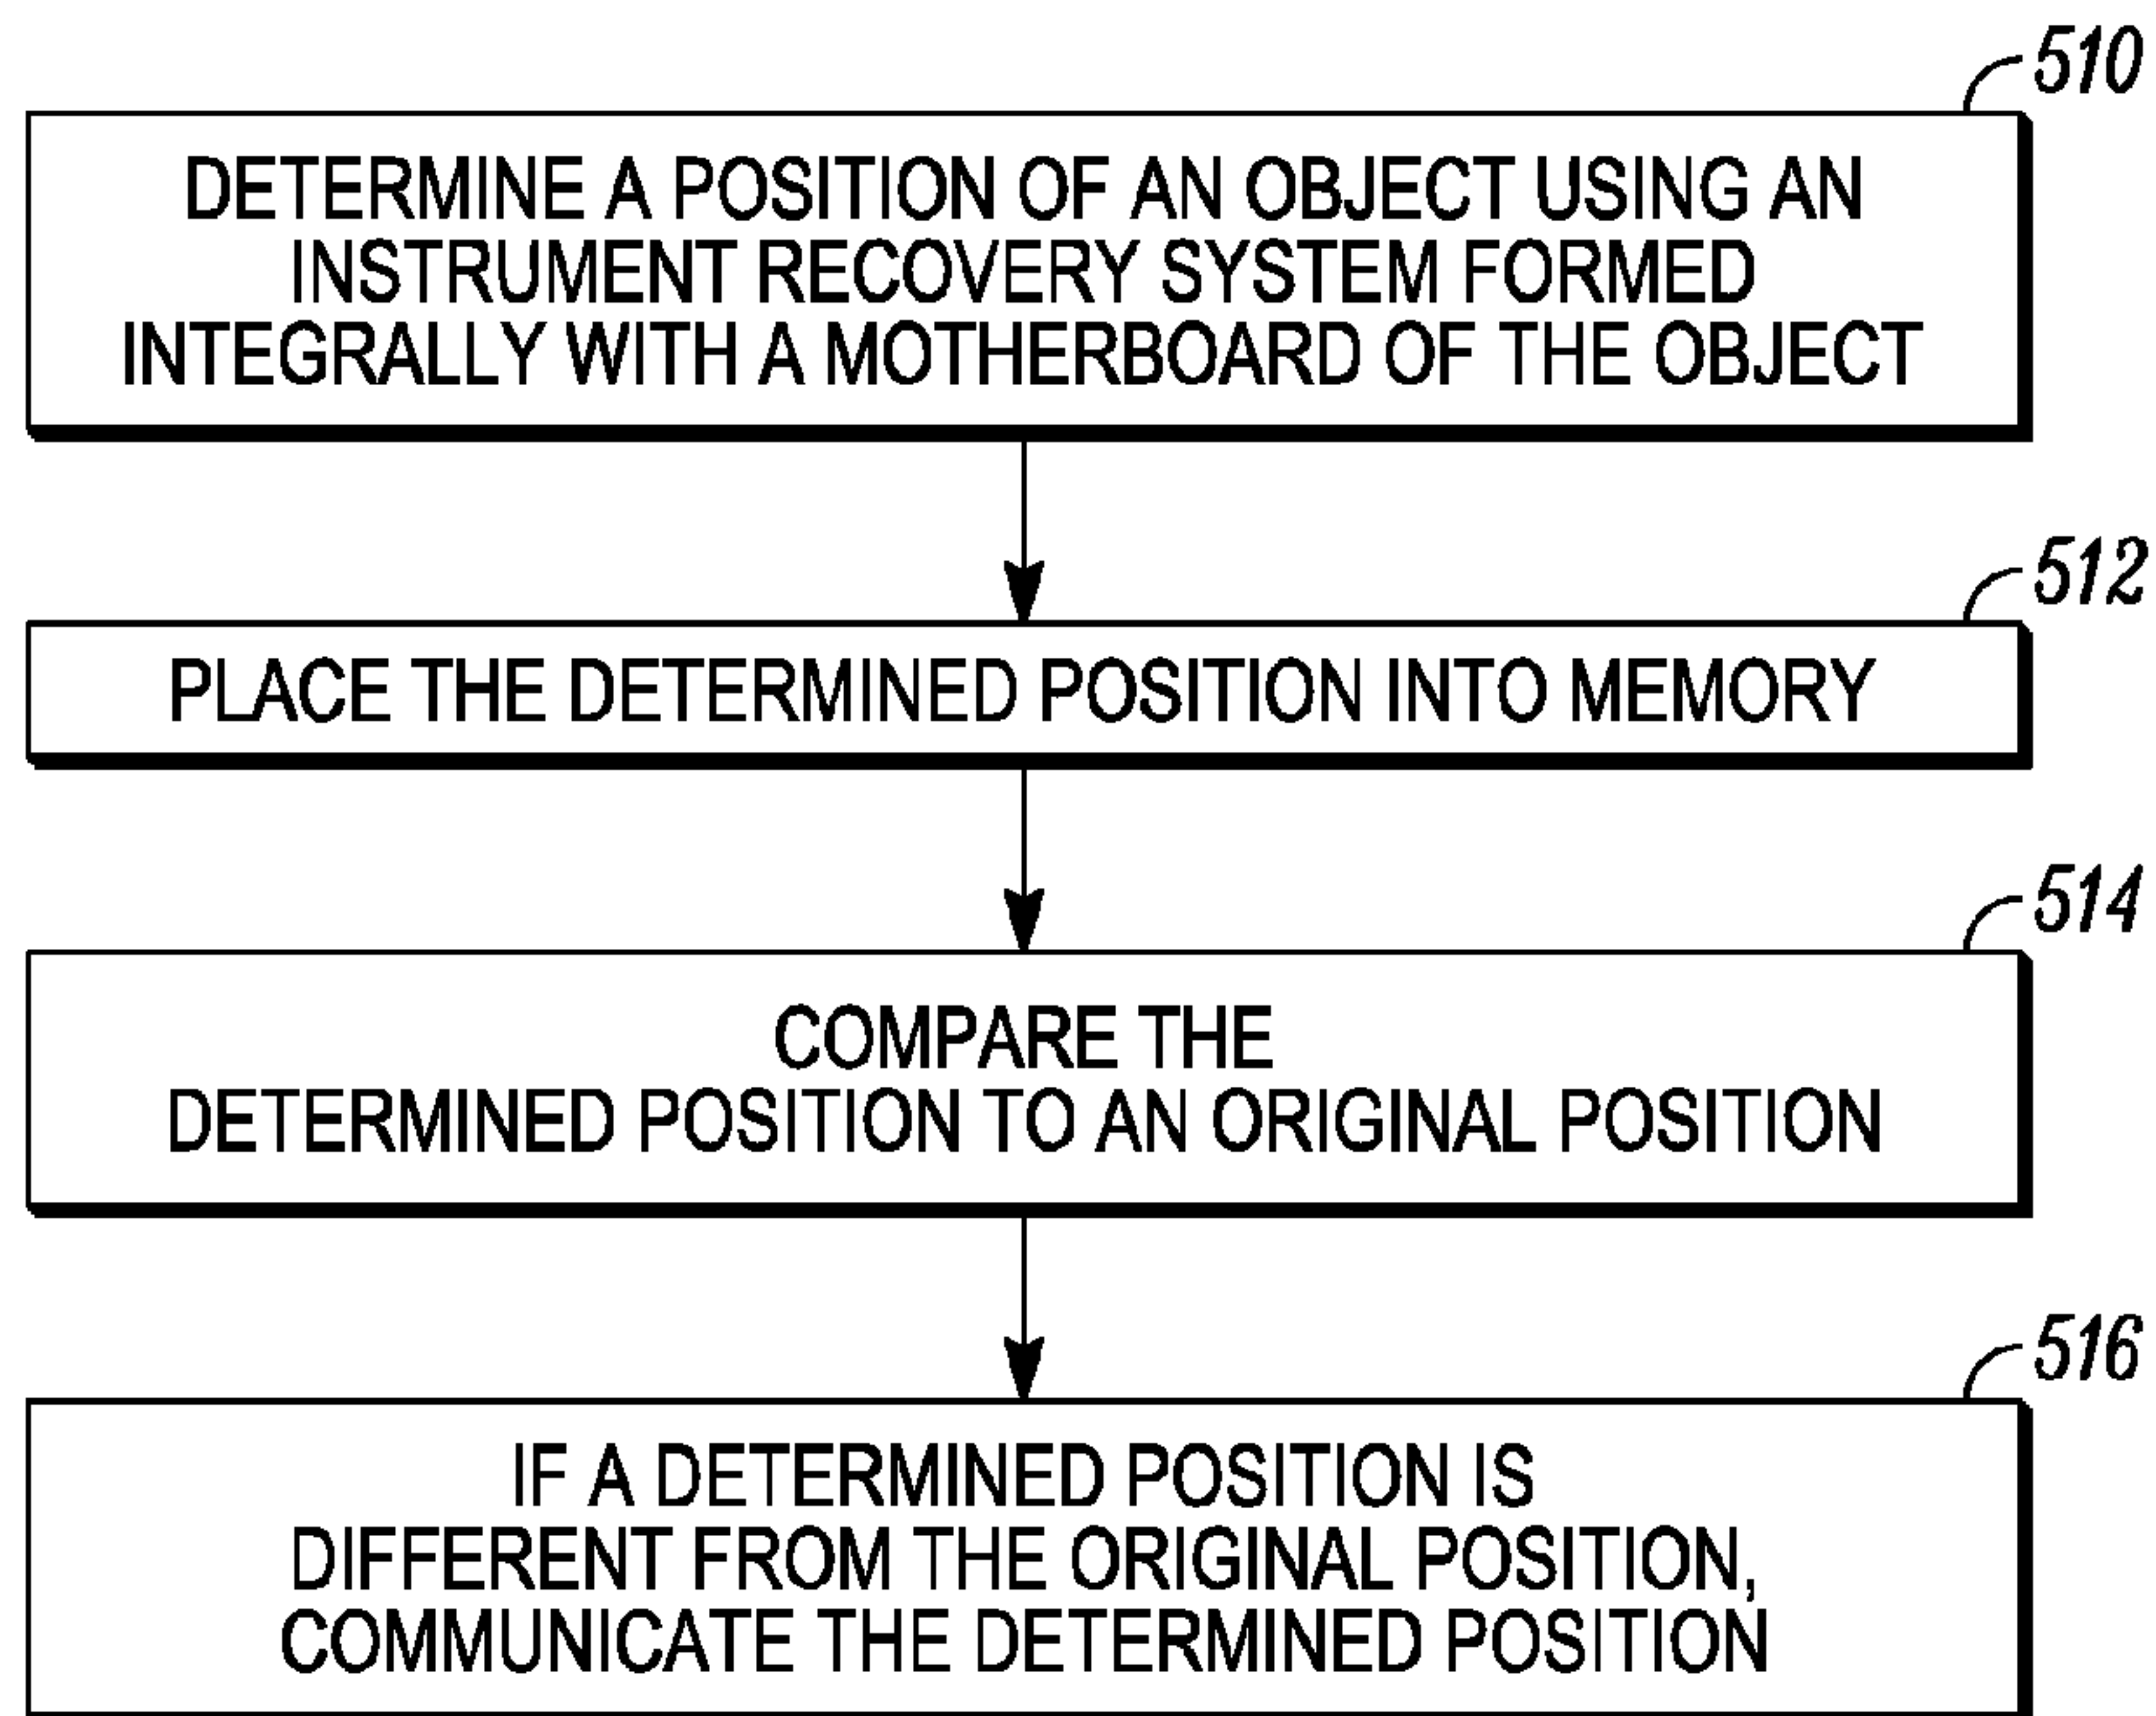 510
DETERMINE A POSITION OF AN OBJECT USING AN
INSTRUMENT RECOVERY SYSTEM FORMED
INTEGRALLY WITH A MOTHERBOARD OF THE OBJECT
512
PLACE THE DETERMINED POSITION INTO MEMORY
514
COMPARE THE
DETERMINED POSITION TO AN ORIGINAL POSITION
516
IF A DETERMINED POSITION IS
DIFFERENT FROM THE ORIGINAL POSITION,
COMMUNICATE THE DETERMINED POSITION